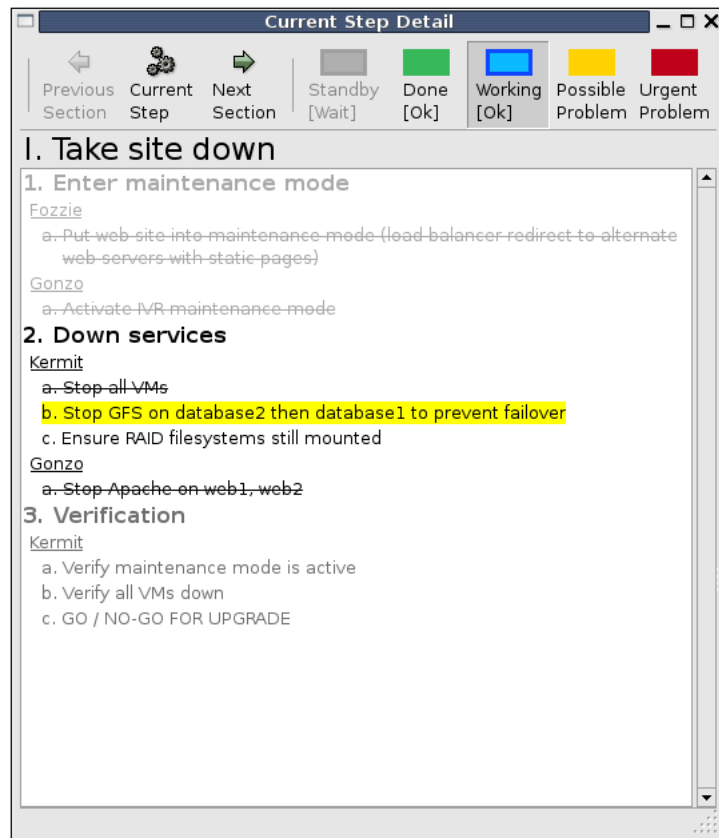 Current Step Detail
Previous Section
Current Step
Next Section
Standby [Wait]
Done [Ok]
Working [Ok]
Possible Problem
Urgent Problem
I. Take site down
1. Enter maintenance mode
Fozzie
a. Put web site into maintenance mode (load balancer redirect to alternate
web servers with static pages)
Gonzo
a. Activate IVR maintenance mode
2. Down services
Kermit
a. Stop all VMs
b. Stop GFS on database2 then database1 to prevent failover
c. Ensure RAID filesystems still mounted
Gonzo
a. Stop Apache on web1, web2
3. Verification
Kermit
a. Verify maintenance mode is active
b. Verify all VMs down
c. GO / NO-GO FOR UPGRADE